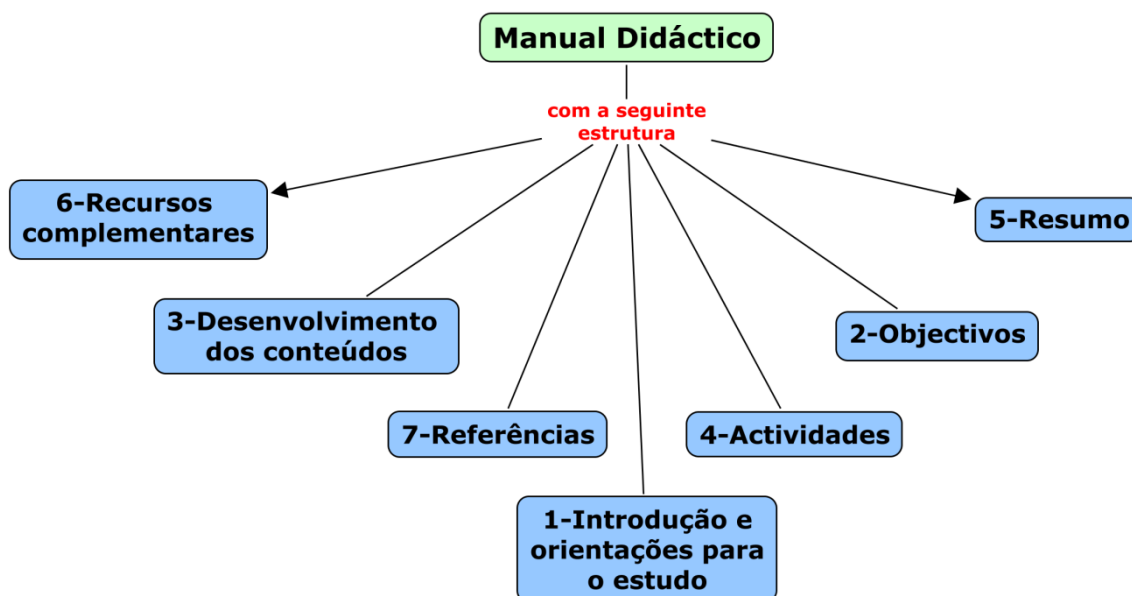 Manual Didáctico
com a seguinte
estrutura
6-Recursos
complementares
5-Resumo
3-Desenvolvimento
dos conteúdos
2-Objectivos
7-Referências
4-Actividades
1-Introdução e
orientações para
o estudo